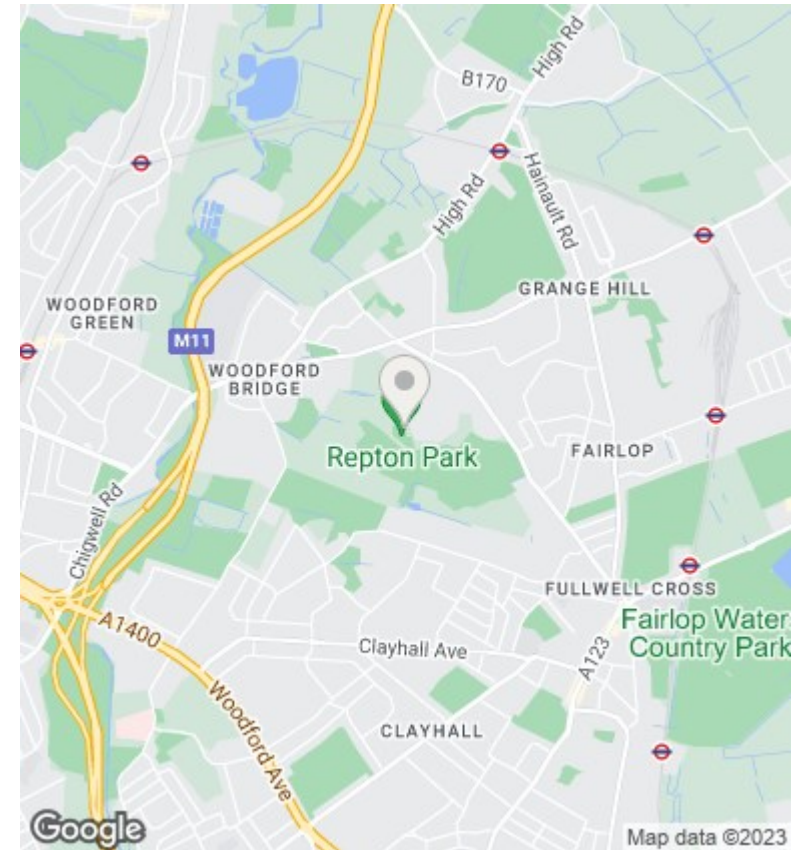 High Rd
B170
Hainault Rd
High Rd
GRANGE HILL
WOODFORD
GREEN
M11
WOODFORD
BRIDGE
Repton Park
FAIRLOP
Chigwell Rd
FULLWELL CROSS
Fairlop Water
Country Park
A1400
Clayhall Ave
A123
Woodford Ave
CLAYHALL
Google
Map data ©2023